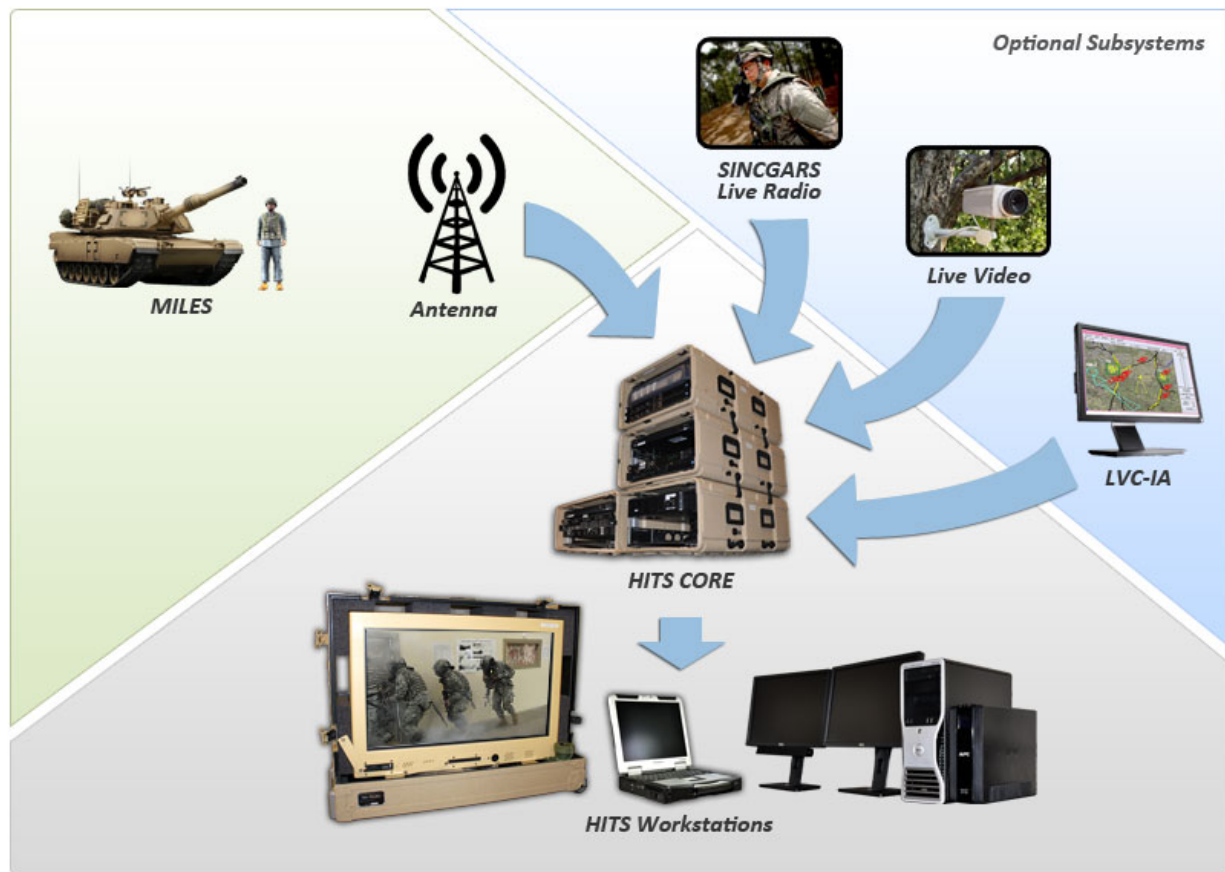 Optional Subsystems
SINCGARS
Live Radio
Live Video
MILES
Antenna
LVC-IA
HITS CORE
HITS Workstations